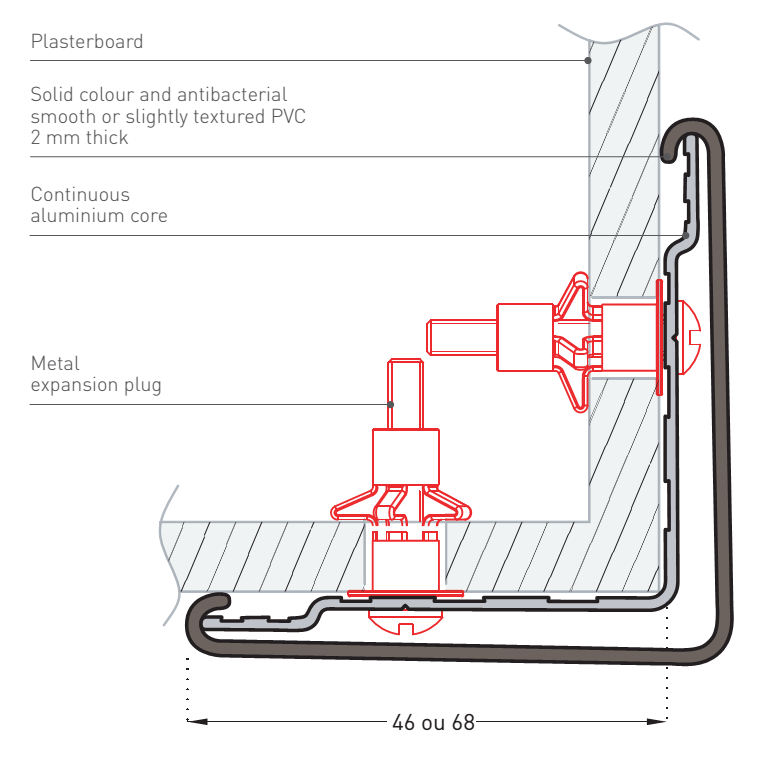 Plasterboard
Solid colour and antibacterial
smooth or slightly textured PVC
2 mm thick
Continuous
aluminium core
Metal
expansion plug
46 ou 68